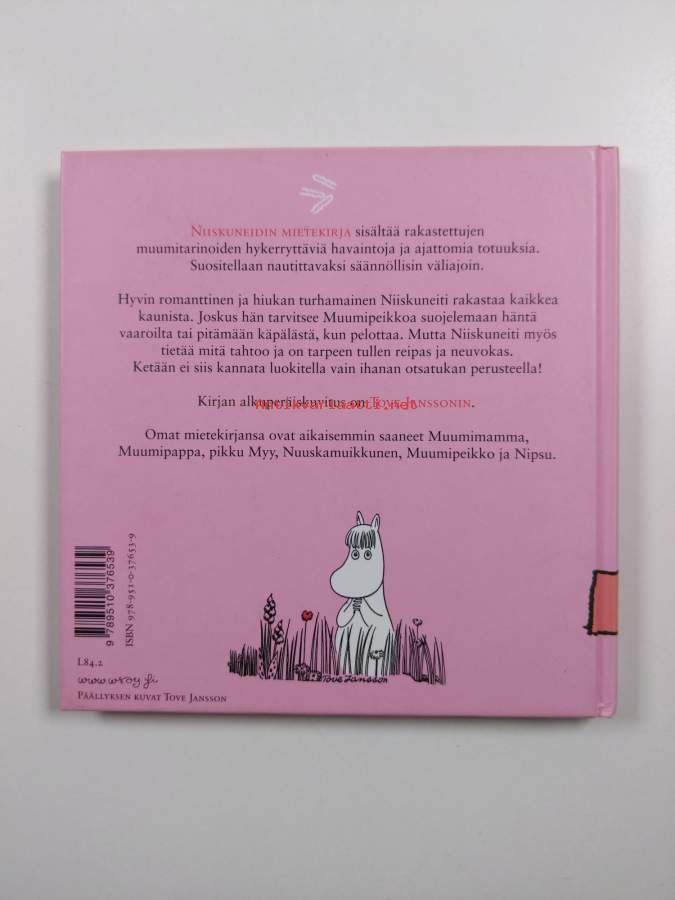 Niiskuneidin mietekirja sisältää rakastettujen
muumitarinoiden hykerryttäviä havaintoja ja ajattomia totuuksia.
Suositellaan nautittavaksi säännöllisin väliajoin.
Hyvin romanttinen ja hiukan turhamainen Niiskuneiti rakastaa kaikkea
kaunista. Joskus hän tarvitsee Muumipeikkoa suojelemaan häntä
vaaroilta tai pitämään käpälästä, kun pelottaa. Mutta Niiskuneiti myös
tietää mitä tahtoo ja on tarpeen tullen reipas ja neuvokas.
Ketään ei siis kannata luokitella vain ihanan otsatukan perusteella!
Kirjan alkuperäiskuvitus on Tove Janssonin.
antikvariaatti.net
Omat mietekirjansa ovat aikaisemmin saaneet Muumimamma,
Muumipappa, pikku Myy, Nuuskamuikkunen, Muumipeikko ja Nipsu.
9 789510 376539
ISBN 978-951-0-37653-9
L84.2
www.wsoy.fi
Päällyksen kuvat Tove Jansson
Tove Jansson